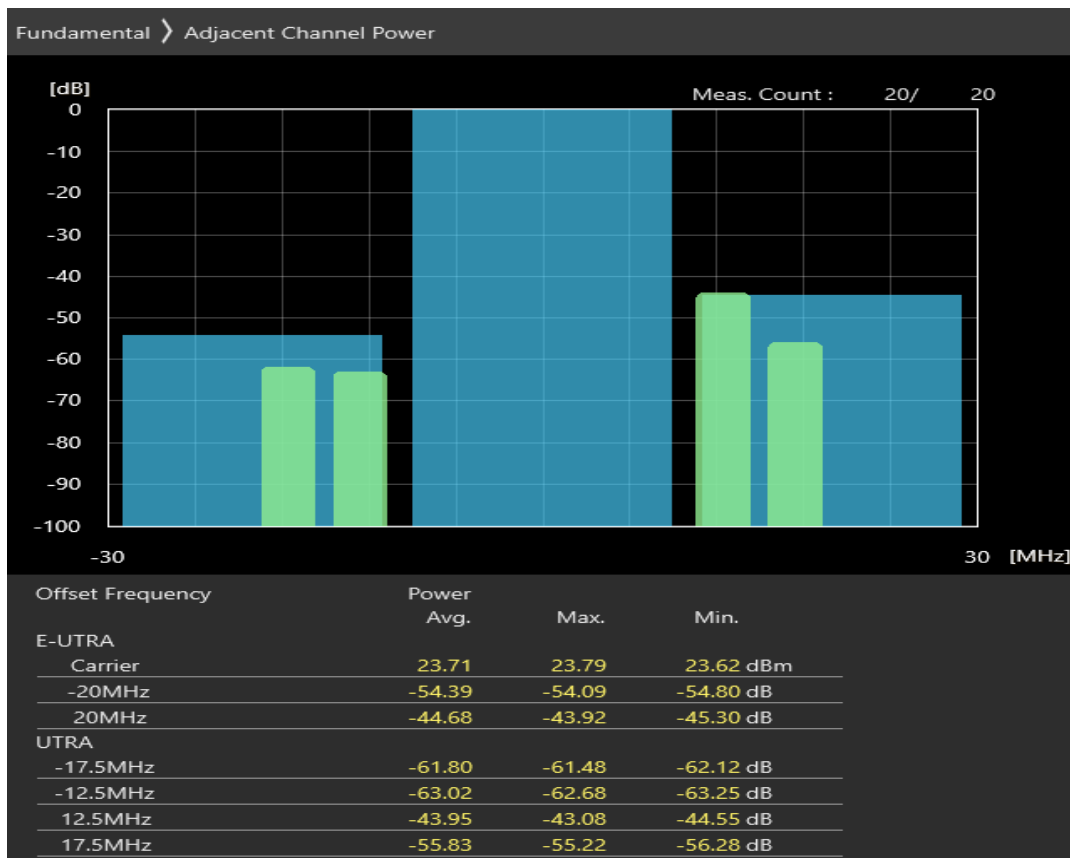 Fundamental 〉 Adjacent Channel Power
[dB]
Meas. Count : 20/ 20
0
-10
-20
-30
-40
-50
-60
-70
-80
-90
-100
-30 30 [MHz]
Offset Frequency Power
Avg. Max. Min.
E-UTRA
Carrier 23.71 23.79 23.62 dBm
-20MHz -54.39 -54.09 -54.80 dB
20MHz -44.68 -43.92 -45.30 dB
UTRA
-17.5MHz -61.80 -61.48 -62.12 dB
-12.5MHz -63.02 -62.68 -63.25 dB
12.5MHz -43.95 -43.08 -44.55 dB
17.5MHz -55.83 -55.22 -56.28 dB